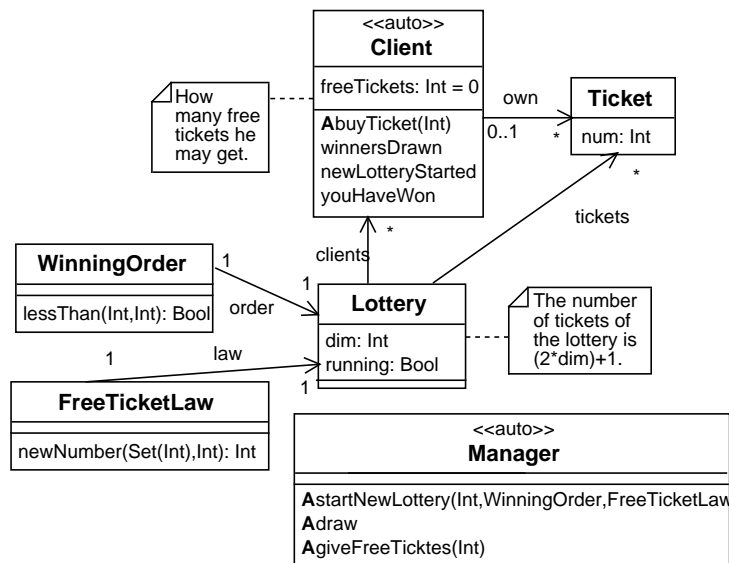 <<auto>>
Client
freeTickets: Int = 0
AbuyTicket(Int)
winnersDrawn
newLotteryStarted
youHaveWon
How
many free
tickets he
may get.
own
0..1
*
Ticket
num: Int
*
tickets
*
clients
WinningOrder
lessThan(Int,Int): Bool
1
order
1
Lottery
dim: Int
running: Bool
The number
of tickets of
the lottery is
(2*dim)+1.
1
law
1
FreeTicketLaw
newNumber(Set(Int),Int): Int
<<auto>>
Manager
AstartNewLottery(Int,WinningOrder,FreeTicketLaw
Adraw
AgiveFreeTicktes(Int)